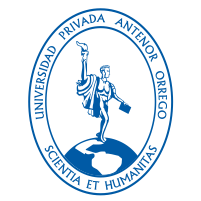 UNIVERSIDAD PRIVADA ANTENOR ORREGO
SCIENTIA ET HUMANITAS